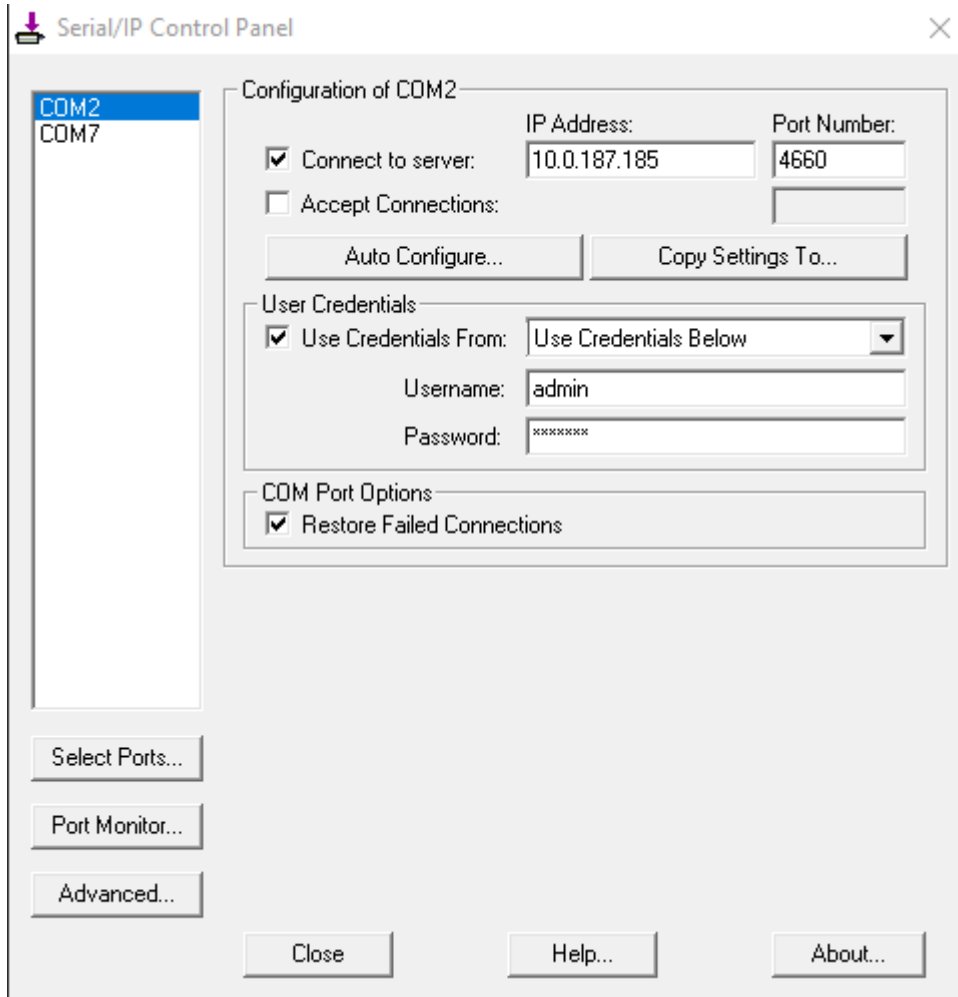 Serial/IP Control Panel
COM2
COM7
Configuration of COM2
IP Address: Port Number:
Connect to server: 10.0.187.185 4660
Accept Connections:
Auto Configure... Copy Settings To...
User Credentials
Use Credentials From: Use Credentials Below
Username: admin
Password: *******
COM Port Options
Restore Failed Connections
Select Ports...
Port Monitor...
Advanced...
Close Help... About...